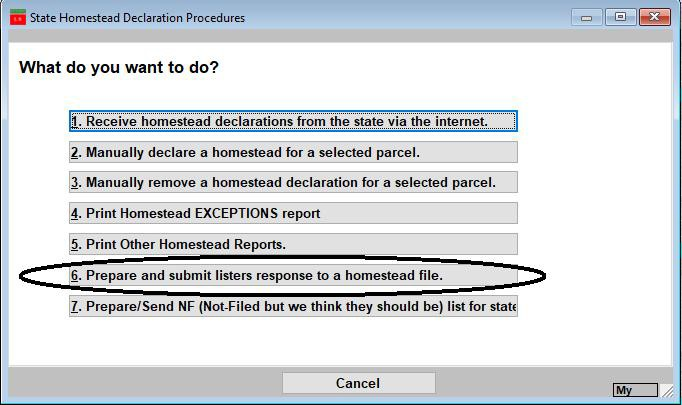 State Homestead Declaration Procedures
What do you want to do?
1. Receive homestead declarations from the state via the internet.
2. Manually declare a homestead for a selected parcel.
3. Manually remove a homestead declaration for a selected parcel.
4. Print Homestead EXCEPTIONS report
5. Print Other Homestead Reports.
6. Prepare and submit listers response to a homestead file.
7. Prepare/Send NF (Not-Filed but we think they should be) list for state
Cancel
My